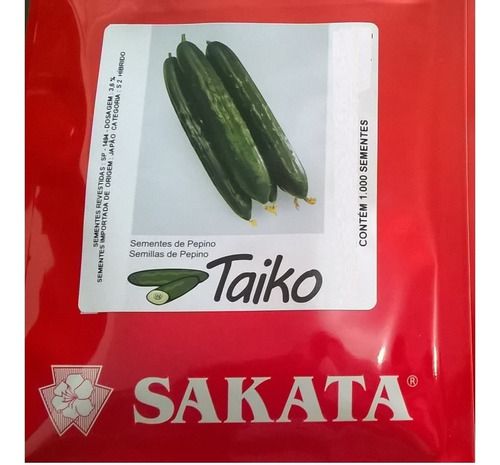 SEMENTES REVESTIDAS : SP - 1494 - DOSAGEM : 3,6 %
SEMENTES IMPORTADA DE ORIGEM : JAPÃO CATEGORIA : S 2 HÍBRIDO
CONTÉM 1.000 SEMENTES
Sementes de Pepino
Semillas de Pepino
Taiko
SAKATA®